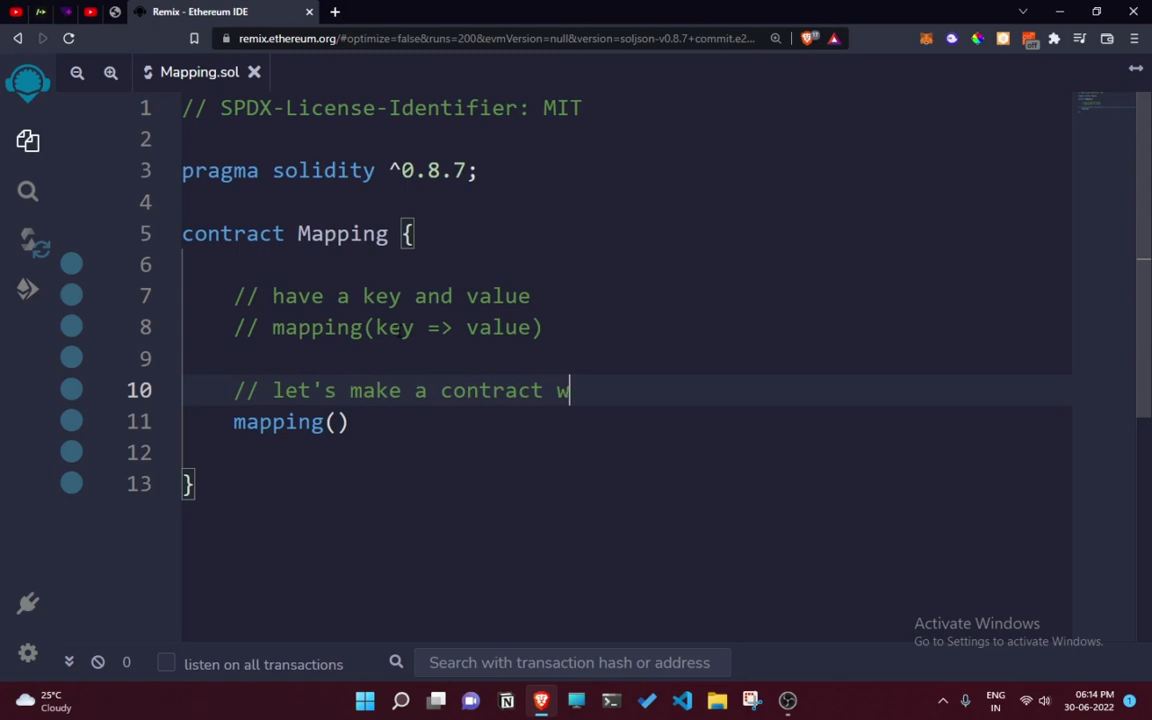 Remix - Ethereum IDE
remix.ethereum.org/#optimize=false&runs=200&evmVersion=null&version=soljson-v0.8.7+commit.e2...
17
off
Mapping.sol
1 // SPDX-License-Identifier: MIT
2
3 pragma solidity ^0.8.7;
4
5 contract Mapping {
6
7 // have a key and value
8 // mapping(key => value)
9
10 // let's make a contract w
11 mapping()
12
13 }
Activate Windows
Go to Settings to activate Windows.
0 listen on all transactions Search with transaction hash or address
25°C
Cloudy
ENG
IN
06:14 PM
30-06-2022
1